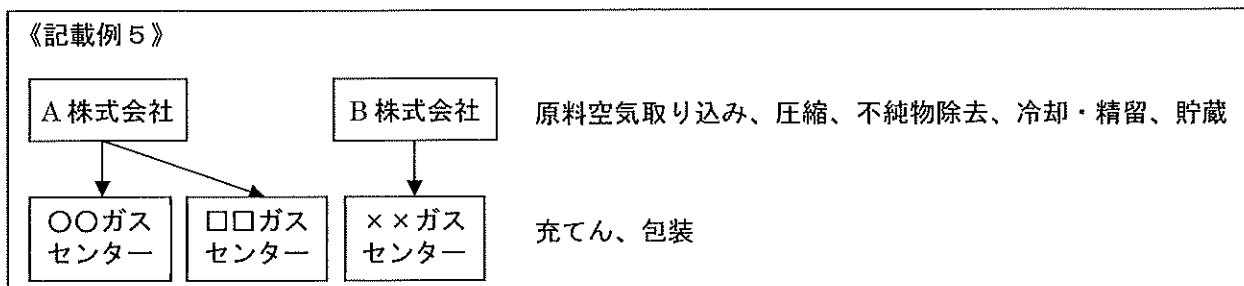 《記載例５》
A 株式会社
B 株式会社
原料空気取り込み、圧縮、不純物除去、冷却・精留、貯蔵
〇〇ガス
センター
□□ガス
センター
××ガス
センター
充てん、包装